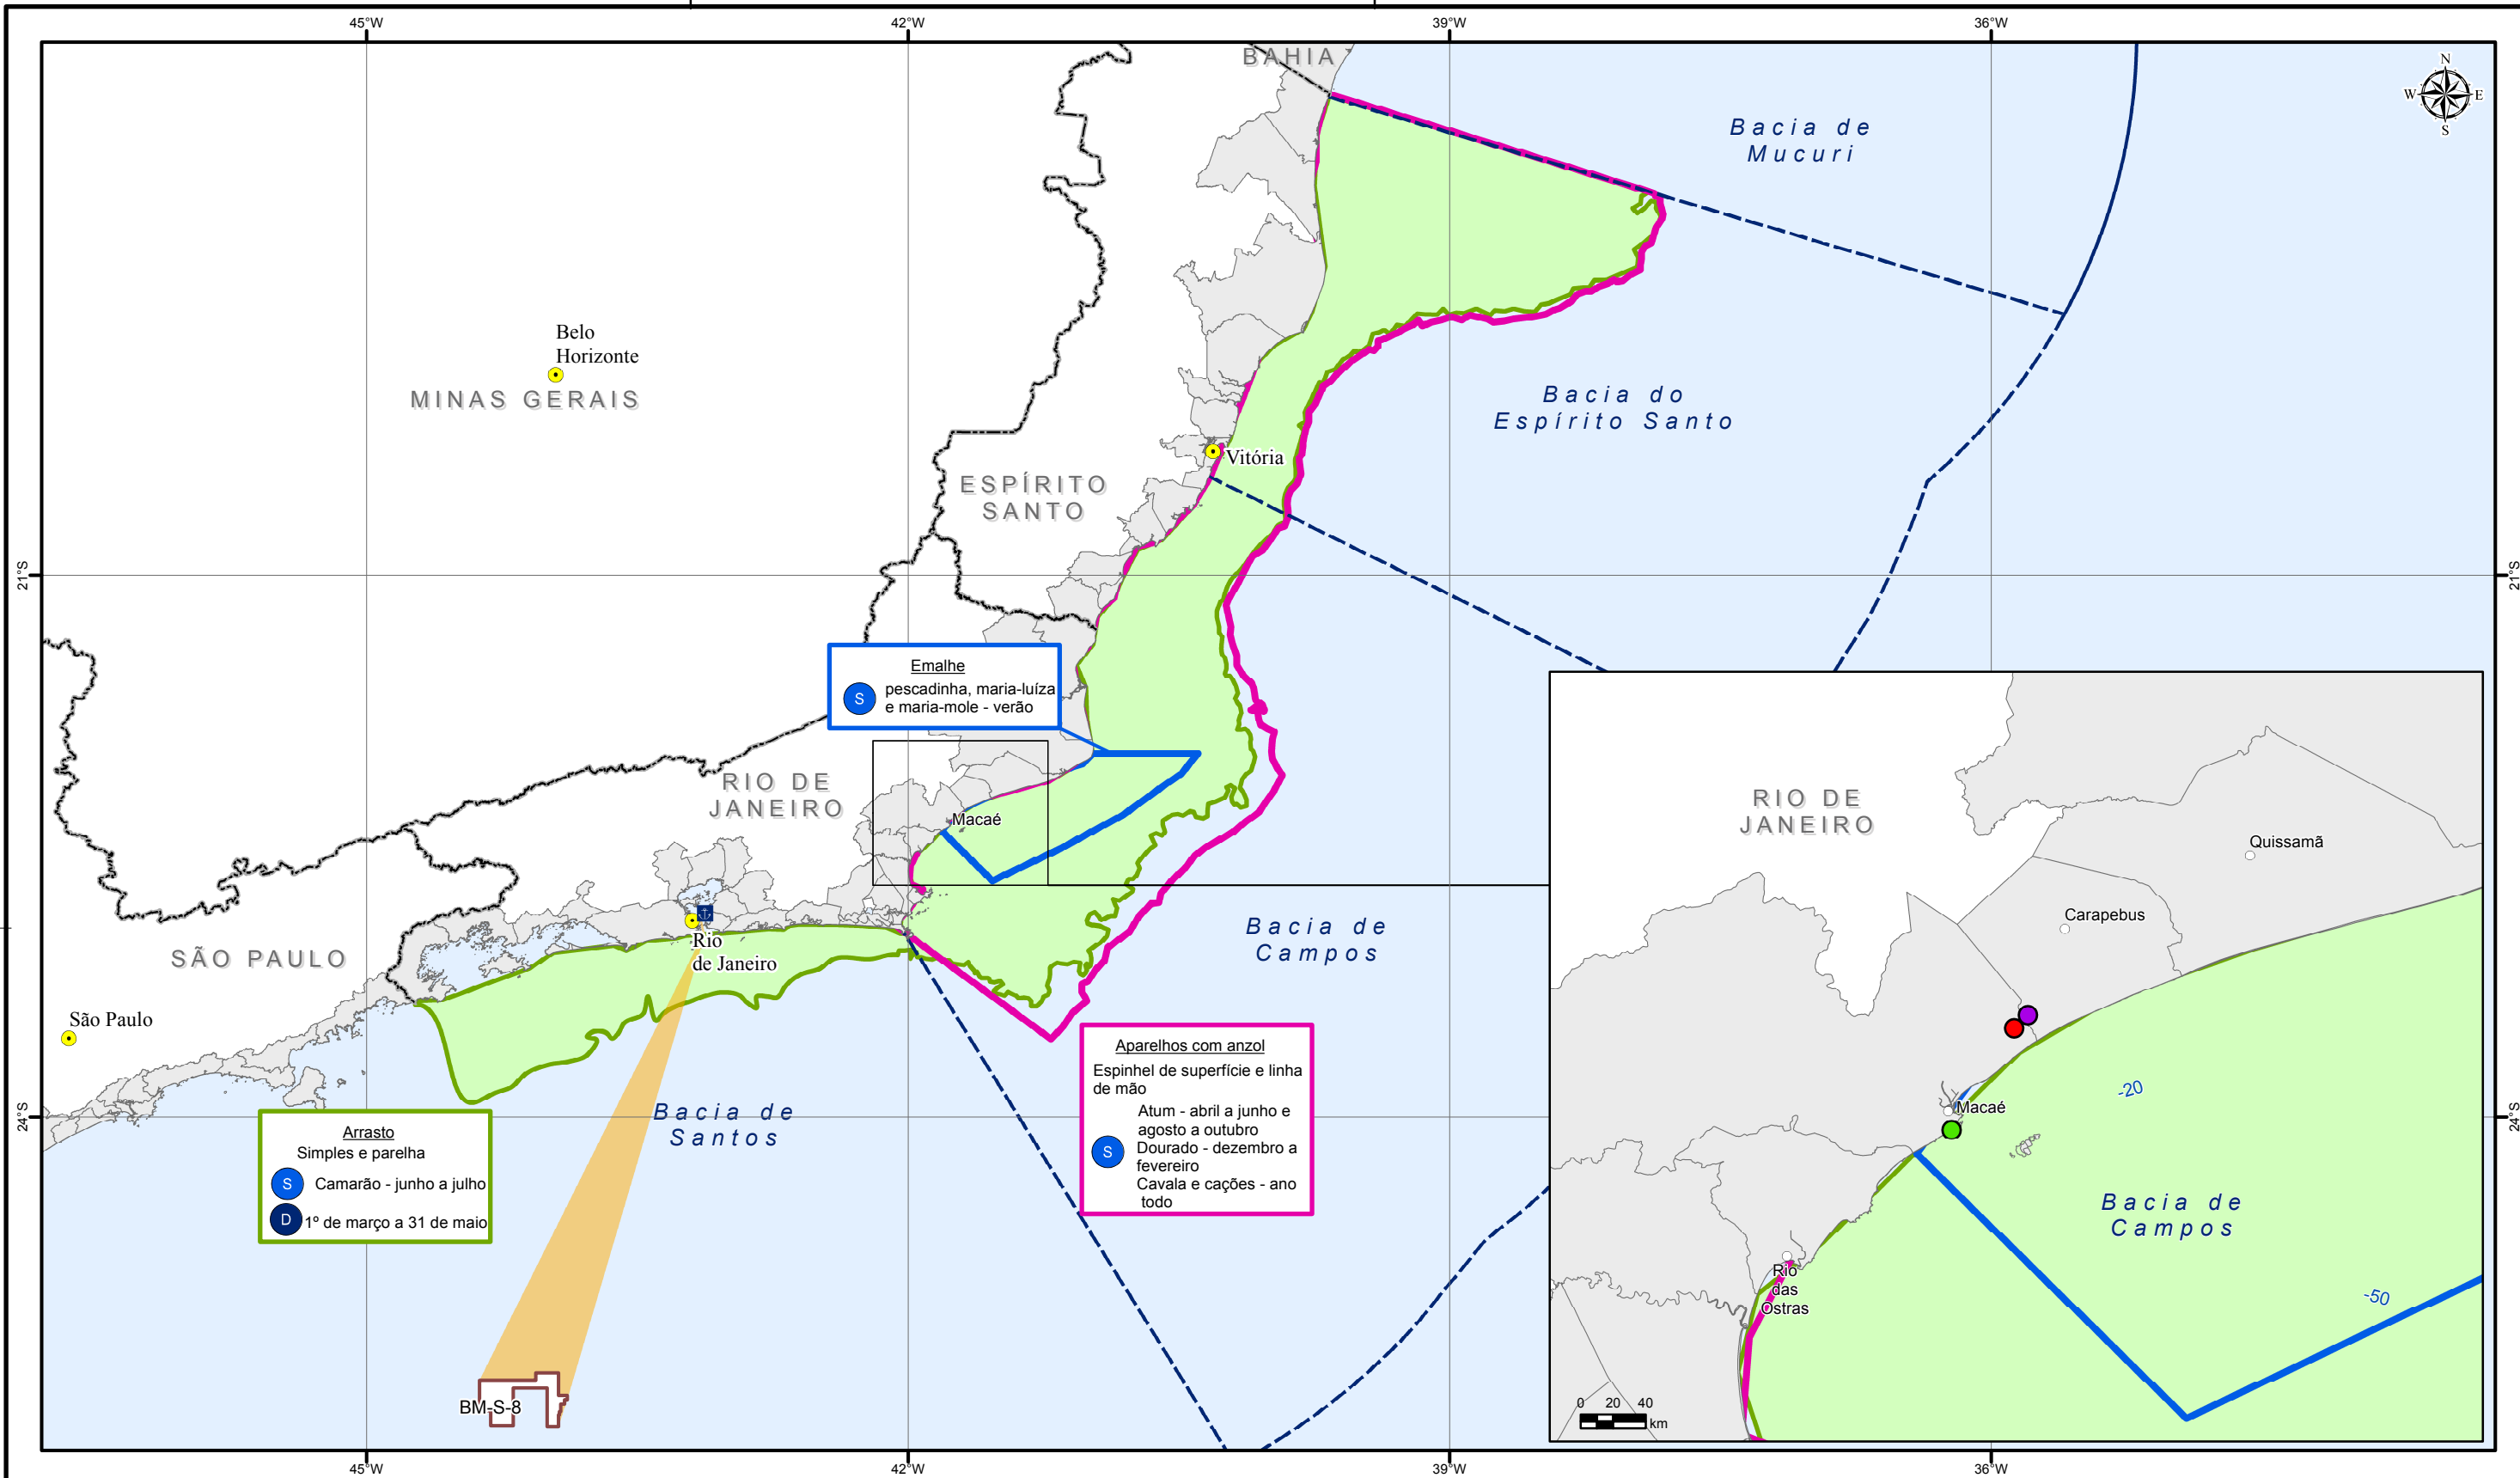 45°W
42°W
39°W
36°W
BAHIA
N
W
E
S
Bacia de
Mucuri
Belo
Horizonte
MINAS GERAIS
Bacia do
Espírito Santo
Vitória
ESPÍRITO
SANTO
21°S
21°S
Emalhe
S
pescadinha, maria-luíza
e maria-mole - verão
RIO DE
JANEIRO
Macaé
RIO DE
JANEIRO
Quissamã
Carapebus
Bacia de
Campos
Rio
de Janeiro
SÃO PAULO
São Paulo
Aparelhos com anzol
Espinhel de superfície e linha
de mão
Atum - abril a junho e
agosto a outubro
S
Dourado - dezembro a
fevereiro
Cavala e cações - ano
todo
-20
Macaé
24°S
24°S
Bacia de
Santos
Arrasto
Simples e parelha
S
Camarão - junho a julho
D
1º de março a 31 de maio
Bacia de
Campos
Rio
das
Ostras
-50
BM-S-8
0 20 40
km
45°W
42°W
39°W
36°W